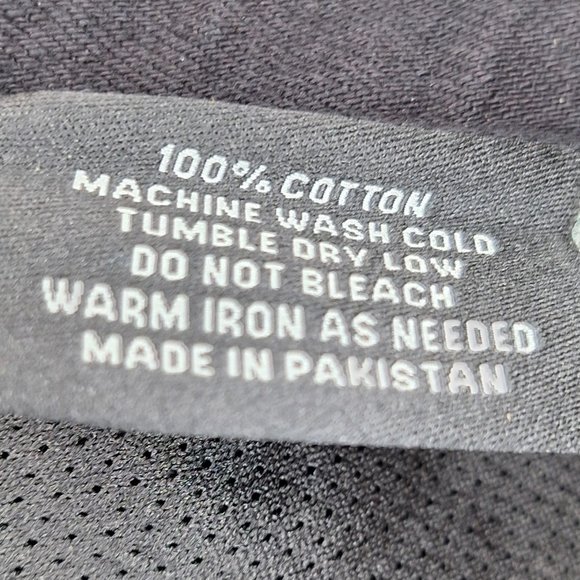 100% COTTON
MACHINE WASH COLD
TUMBLE DRY LOW
DO NOT BLEACH
WARM IRON AS NEEDED
MADE IN PAKISTAN